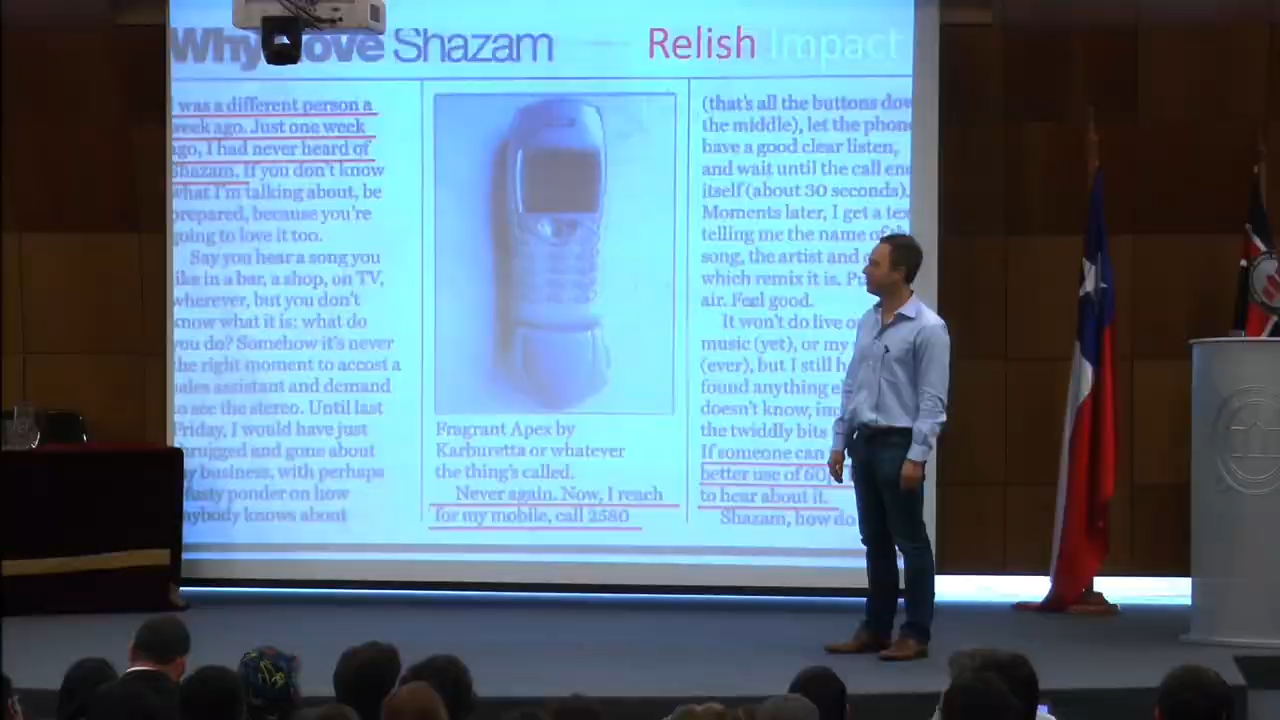 Why love Shazam
Relish Impact
was a different person a
week ago. Just one week
ago, I had never heard of
Shazam. If you don't know
what I'm talking about, be
prepared, because you're
going to love it too.
Say you hear a song you
like in a bar, a shop, on TV,
wherever, but you don't
know what it is: what do
you do? Somehow it's never
the right moment to accost a
sales assistant and demand
to see the stereo. Until last
Friday, I would have just
shrugged and gone about
my business, with perhaps
fusty ponder on how
anybody knows about
Fragrant Apex by
Karburetta or whatever
the thing's called.
Never again. Now, I reach
for my mobile, call 2580
(that's all the buttons dow
the middle), let the phone
have a good clear listen,
and wait until the call en
itself (about 30 seconds).
Moments later, I get a tex
telling me the name of th
song, the artist and
which remix it is. Pu
air. Feel good.
It won't do live o
music (yet), or my
(ever), but I still h
found anything e
doesn't know, in
the twiddly bits
If someone can
better use of 60
to hear about it.
Shazam, how do